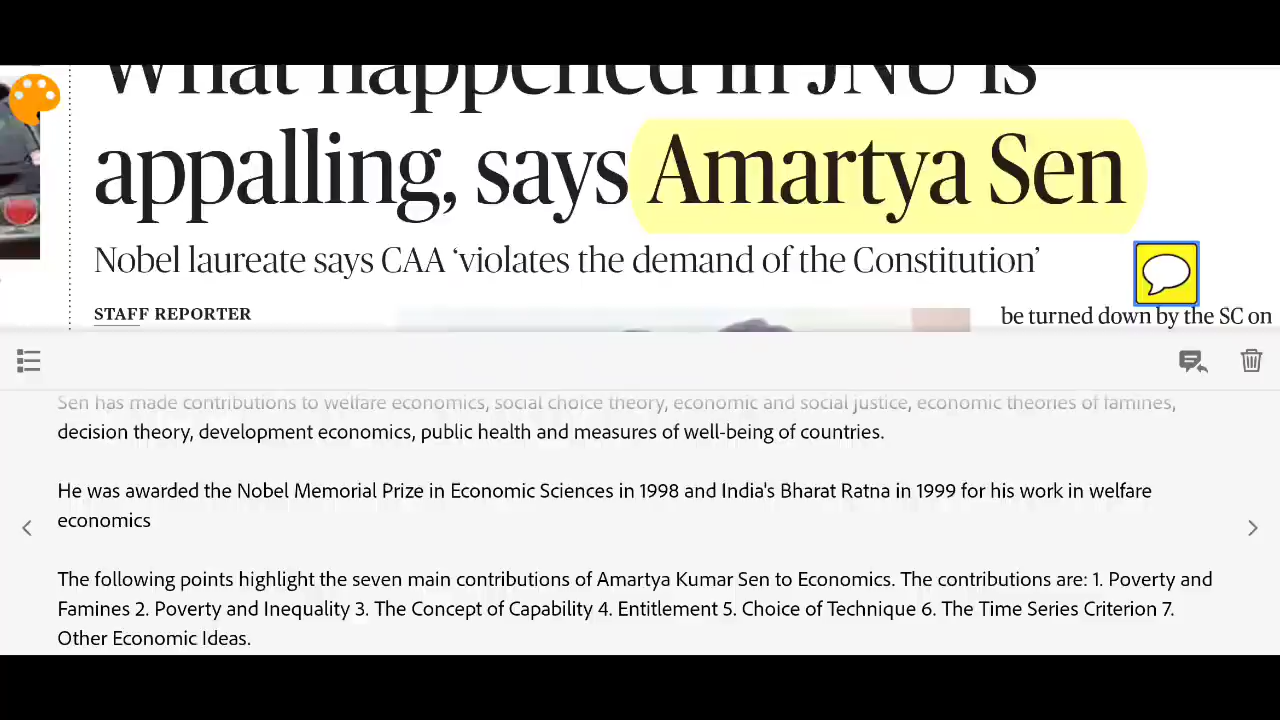 What happened in JNU is
appalling, says Amartya Sen
Nobel laureate says CAA ‘violates the demand of the Constitution’
STAFF REPORTER
be turned down by the SC on
Sen has made contributions to welfare economics, social choice theory, economic and social justice, economic theories of famines,
decision theory, development economics, public health and measures of well-being of countries.
He was awarded the Nobel Memorial Prize in Economic Sciences in 1998 and India's Bharat Ratna in 1999 for his work in welfare
economics
The following points highlight the seven main contributions of Amartya Kumar Sen to Economics. The contributions are: 1. Poverty and
Famines 2. Poverty and Inequality 3. The Concept of Capability 4. Entitlement 5. Choice of Technique 6. The Time Series Criterion 7.
Other Economic Ideas.